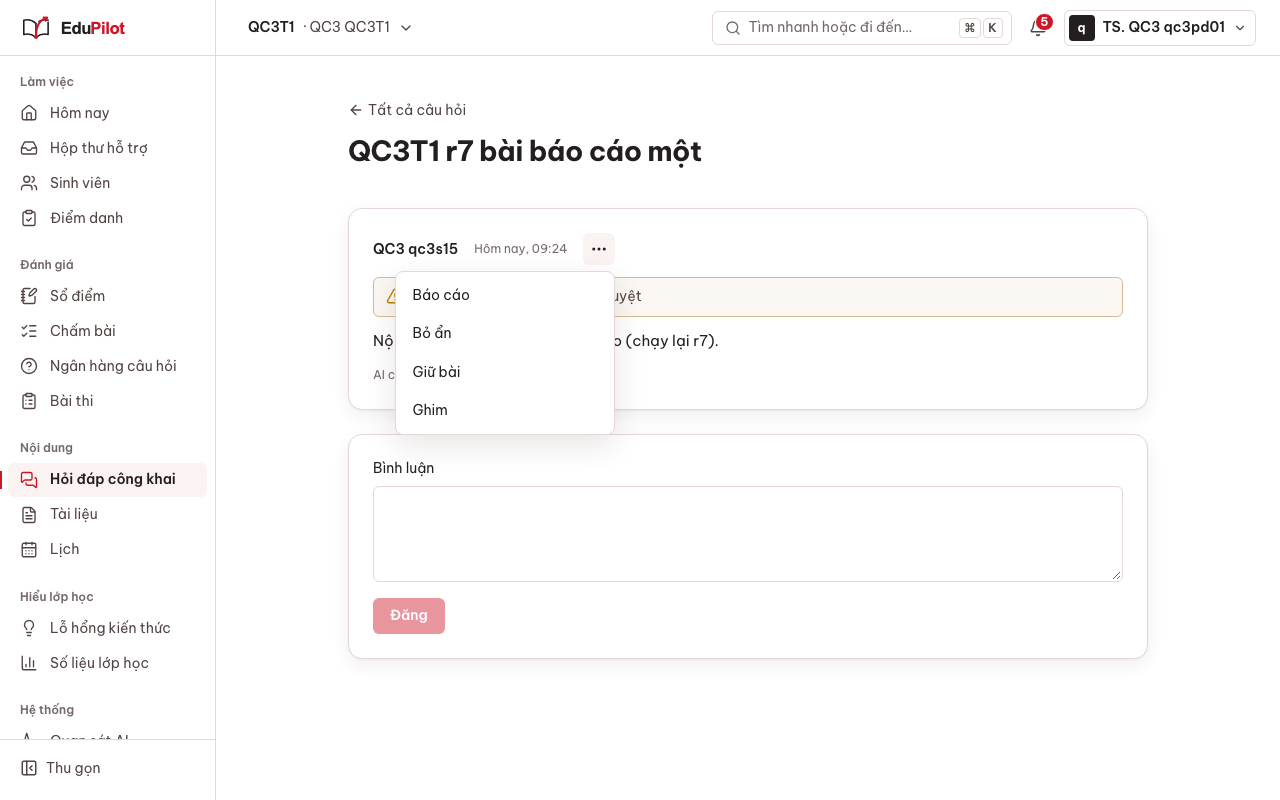 EduPilot
QC3T1 · QC3 QC3T1
Tìm nhanh hoặc đi đến...
⌘ K
5
q
TS. QC3 qc3pd01
Làm việc
Hôm nay
Hộp thư hỗ trợ
Sinh viên
Điểm danh
Đánh giá
Sổ điểm
Chấm bài
Ngân hàng câu hỏi
Bài thi
Nội dung
Hỏi đáp công khai
Tài liệu
Lịch
Hiểu lớp học
Lỗ hổng kiến thức
Số liệu lớp học
Hệ thống
Thu gọn
Tất cả câu hỏi
QC3T1 r7 bài báo cáo một
QC3 qc3s15
Hôm nay, 09:24
Báo cáo
Bỏ ẩn
Giữ bài
Ghim
(chạy lại r7).
AI
Bình luận
Đăng